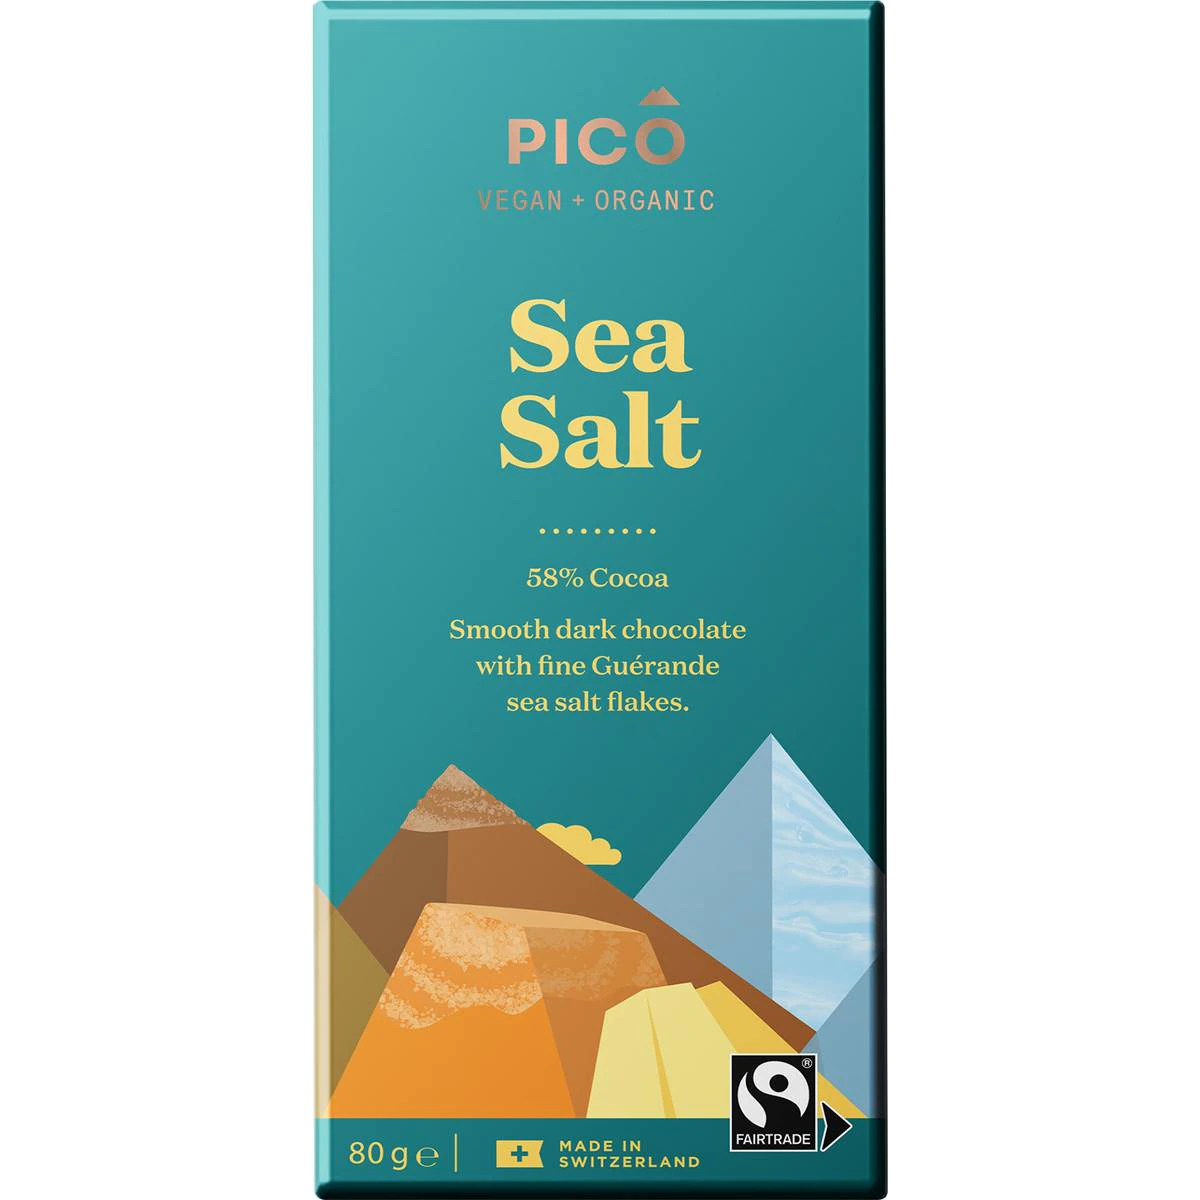 PICÔ
VEGAN + ORGANIC
Sea
Salt
58% Cocoa
Smooth dark chocolate
with fine Guérande
sea salt flakes.
80 g ℮
MADE IN
SWITZERLAND
®
FAIRTRADE